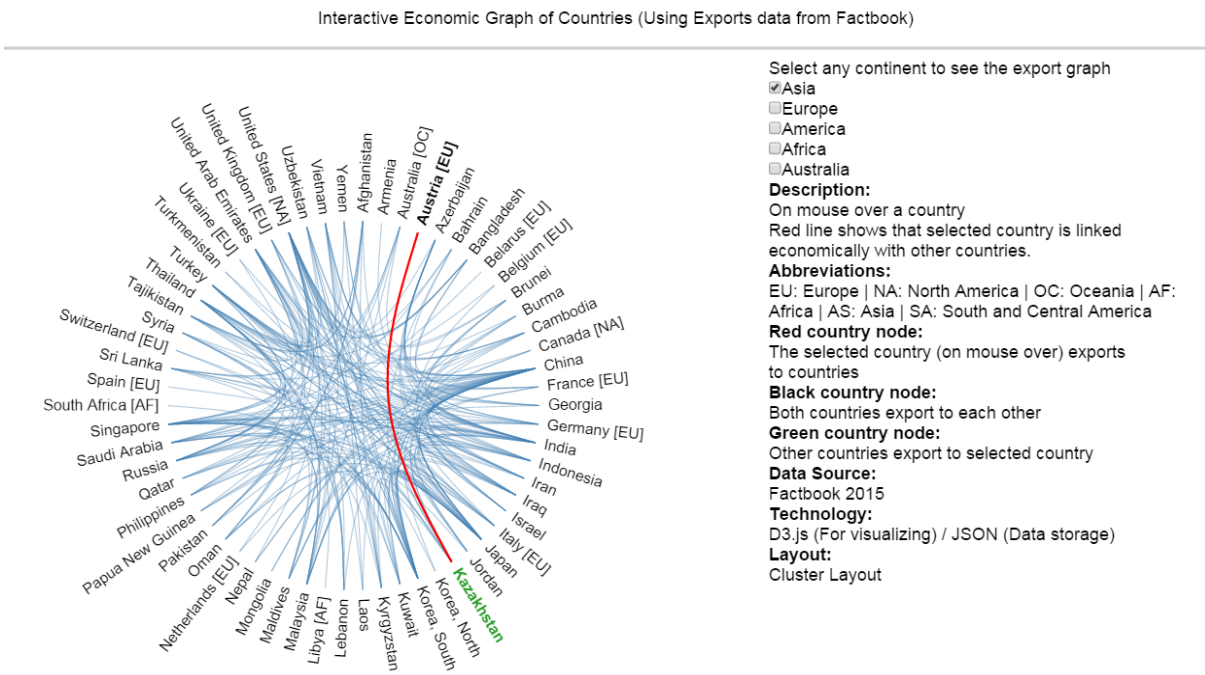 Interactive Economic Graph of Countries (Using Exports data from Factbook)
Select any continent to see the export graph
Asia
Europe
America
Africa
Australia
Description:
On mouse over a country
Red line shows that selected country is linked
economically with other countries.
Abbreviations:
EU: Europe | NA: North America | OC: Oceania | AF:
Africa | AS: Asia | SA: South and Central America
Red country node:
The selected country (on mouse over) exports
to countries
Black country node:
Both countries export to each other
Green country node:
Other countries export to selected country
Data Source:
Factbook 2015
Technology:
D3.js (For visualizing) / JSON (Data storage)
Layout:
Cluster Layout
Afghanistan
Armenia
Australia [OC]
Austria [EU]
Azerbaijan
Bahrain
Bangladesh
Belarus [EU]
Belgium [EU]
Brunei
Burma
Cambodia
Canada [NA]
China
France [EU]
Georgia
Germany [EU]
India
Indonesia
Iran
Iraq
Israel
Italy [EU]
Japan
Jordan
Kazakhstan
Korea, North
Korea, South
Kuwait
Kyrgyzstan
Laos
Lebanon
Libya [AF]
Malaysia
Maldives
Mongolia
Nepal
Netherlands [EU]
Oman
Pakistan
Papua New Guinea
Philippines
Qatar
Russia
Saudi Arabia
Singapore
South Africa [AF]
Spain [EU]
Sri Lanka
Switzerland [EU]
Syria
Tajikistan
Thailand
Turkey
Turkmenistan
Ukraine [EU]
United Arab Emirates
United Kingdom [EU]
United States [NA]
Uzbekistan
Vietnam
Yemen